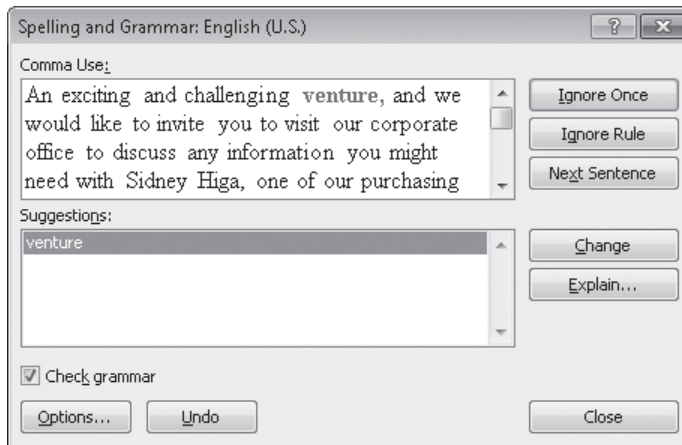 Spelling and Grammar: English (U.S.)
Comma Use:
An exciting and challenging venture, and we
would like to invite you to visit our corporate
office to discuss any information you might
need with Sidney Higa, one of our purchasing
Ignore Once
Ignore Rule
Next Sentence
Suggestions:
venture
Change
Explain...
Check grammar
Options...
Undo
Close